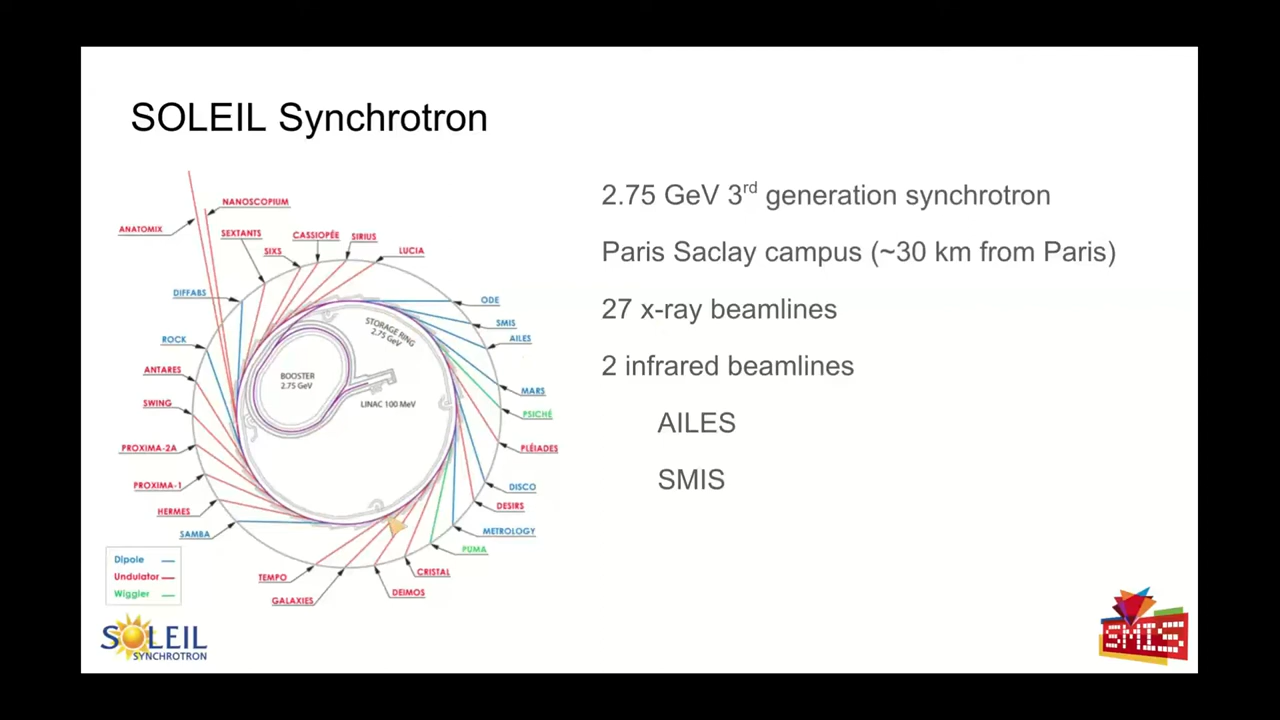 SOLEIL Synchrotron
2.75 GeV 3rd generation synchrotron
Paris Saclay campus (~30 km from Paris)
27 x-ray beamlines
2 infrared beamlines
AILES
SMIS
NANOSCOPIUM
ANATOMIX
SEXTANTS
CASSIOPÉE
SIRIUS
SIXS
LUCIA
DIFFABS
ODE
SMIS
AILES
ROCK
ANTARES
MARS
SWING
PSICHÉ
PROXIMA-2A
PLÉIADES
PROXIMA-1
DISCO
HERMES
DESIRS
SAMBA
METROLOGY
PUMA
TEMPO
CRISTAL
GALAXIES
DEIMOS
STORAGE RING
2.75 GeV
BOOSTER
2.75 GeV
LINAC 100 MeV
Dipole
Undulator
Wiggler
SOLEIL
SYNCHROTRON
SMIS